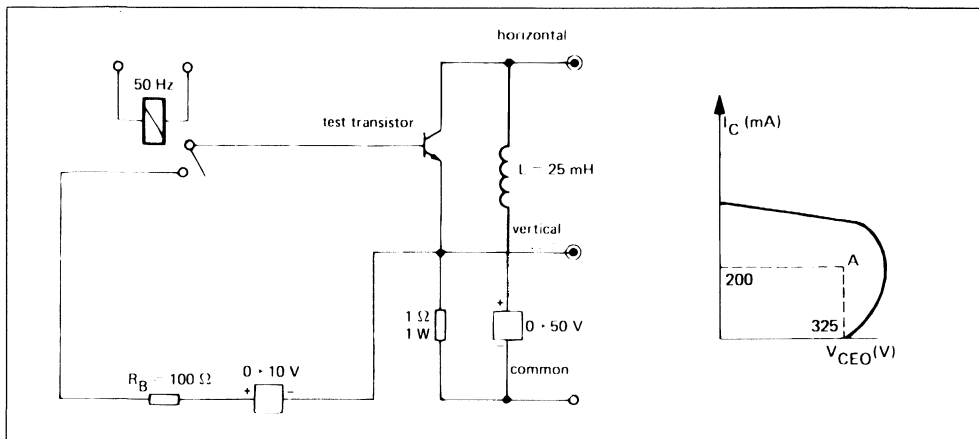 horizontal
50 Hz
test transistor
L = 25 mH
vertical
1 Ω
1 W
+
0 ÷ 50 V
−
common
R_B = 100 Ω
0 ÷ 10 V
+ −
I_C (mA)
A
200
325
V_CEO (V)